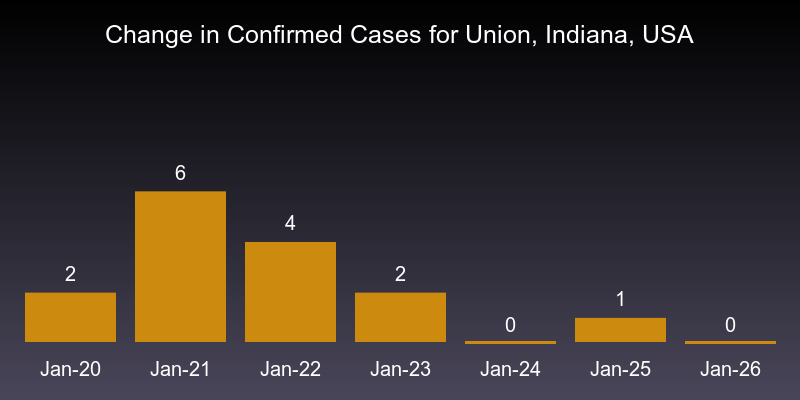 Change in Confirmed Cases for Union, Indiana, USA
2
6
4
2
0
1
0
Jan-20
Jan-21
Jan-22
Jan-23
Jan-24
Jan-25
Jan-26